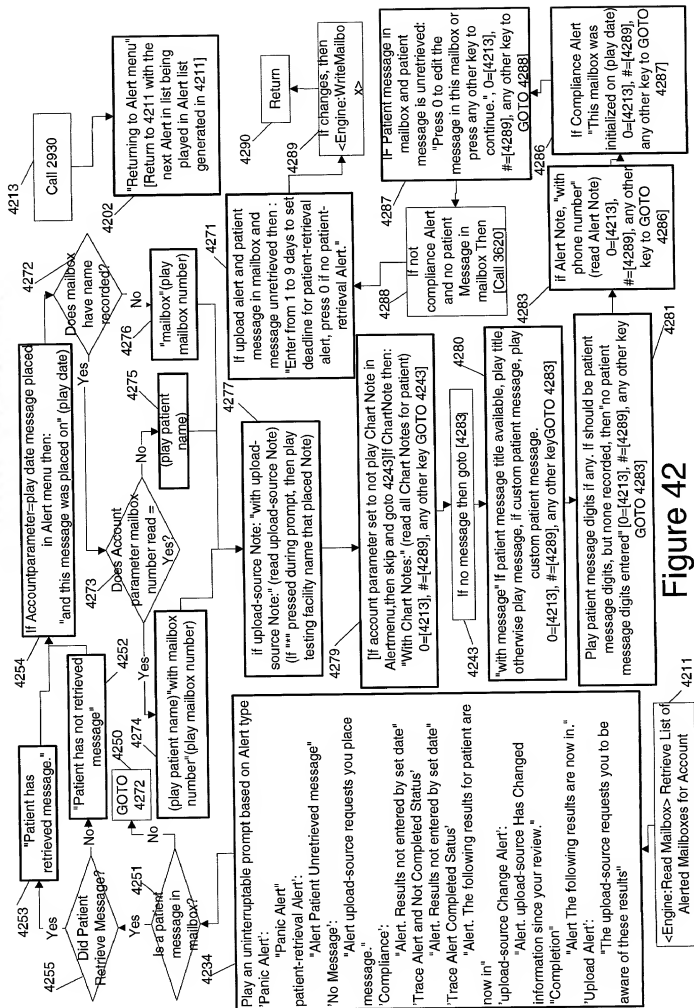 4213
Call 2930
4202
"Returning to Alert menu"
[Return to 4211 with the
next Alert in list being
played in Alert list
generated in 4211]
4290
Return
4289
if changes, then
<Engine:WriteMailbo
x>
4272
Does mailbox
have name
recorded?
Yes
No
4276
"mailbox"(play
mailbox number)
4271
If upload alert and patient
message in mailbox and
message unretrieved then :
"Enter from 1 to 9 days to set
deadline for patient-retrieval
alert, press 0 if no patient-
retrieval Alert."
4287
IF Patient message in
mailbox and patient
message is unretrieved:
"Press 0 to edit the
message in this mailbox or
press any other key to
continue.", 0=[4213],
#=[4289], any other key to
GOTO 4288]
4288
If not
compliance Alert
and no patient
Message in
mailbox Then
[Call 3620]
4286
If Compliance Alert
"This mailbox was
initialized on (play date)
0=[4213], #=[4289],
any other key to GOTO
4287]
4254
If Accountparameter=play date message placed
in Alert menu then:
"and this message was placed on" (play date)
4275
(play patient
name)
4273
Does Account
parameter mailbox
number read =
Yes?
No
Yes
4277
if upload-source Note: "with upload-
source Note:" (read upload-source Note)
(If "*" pressed during prompt, then play
testing facility name that placed Note)
4283
if Alert Note, "with
phone number"
(read Alert Note)
0=[4213],
#=[4289], any other
key to GOTO
4286]
4252
"Patient has not retrieved
message"
4274
(play patient name)"with mailbox
number"(play mailbox number)
4279
[If account parameter set to not play Chart Note in
Alertmenu,then skip and goto 4243]If ChartNote then:
"With Chart Notes:" (read all Chart Notes for patient)
0=[4213], #=[4289], any other key GOTO 4243]
4243
If no message then goto [4283]
4280
"with message" If patient message title available, play title,
otherwise play message, if custom patient message, play
custom patient message.
0=[4213], #=[4289], any other keyGOTO 4283]
4281
Play patient message digits if any. If should be patient
message digits, but none recorded, then"no patient
message digits entered" [0=[4213], #=[4289], any other key
GOTO 4283]
4253
"Patient has
retrieved message."
4255
Did Patient
Retrieve Message?
Yes
No
4250
GOTO
4272
4251
Is a patient
message in
mailbox?
Yes
No
4234
Play an uninterruptable prompt based on Alert type
'Panic Alert':
"Panic Alert"
patient-retrieval Alert':
"Alert Patient Unretrieved message"
'No Message':
"Alert upload-source requests you place
message."
'Compliance':
"Alert. Results not entered by set date"
'Trace Alert and Not Completed Status'
"Alert. Results not entered by set date"
'Trace Alert Completed Satus'
"Alert. The following results for patient are
now in"
'upload-source Change Alert':
"Alert. upload-source Has Changed
information since your review."
"Completion"
"Alert The following results are now in."
'Upload Alert':
"The upload-source requests you to be
aware of these results"
4211
<Engine:Read Mailbox> Retrieve List of
Alerted Mailboxes for Account
Figure 42